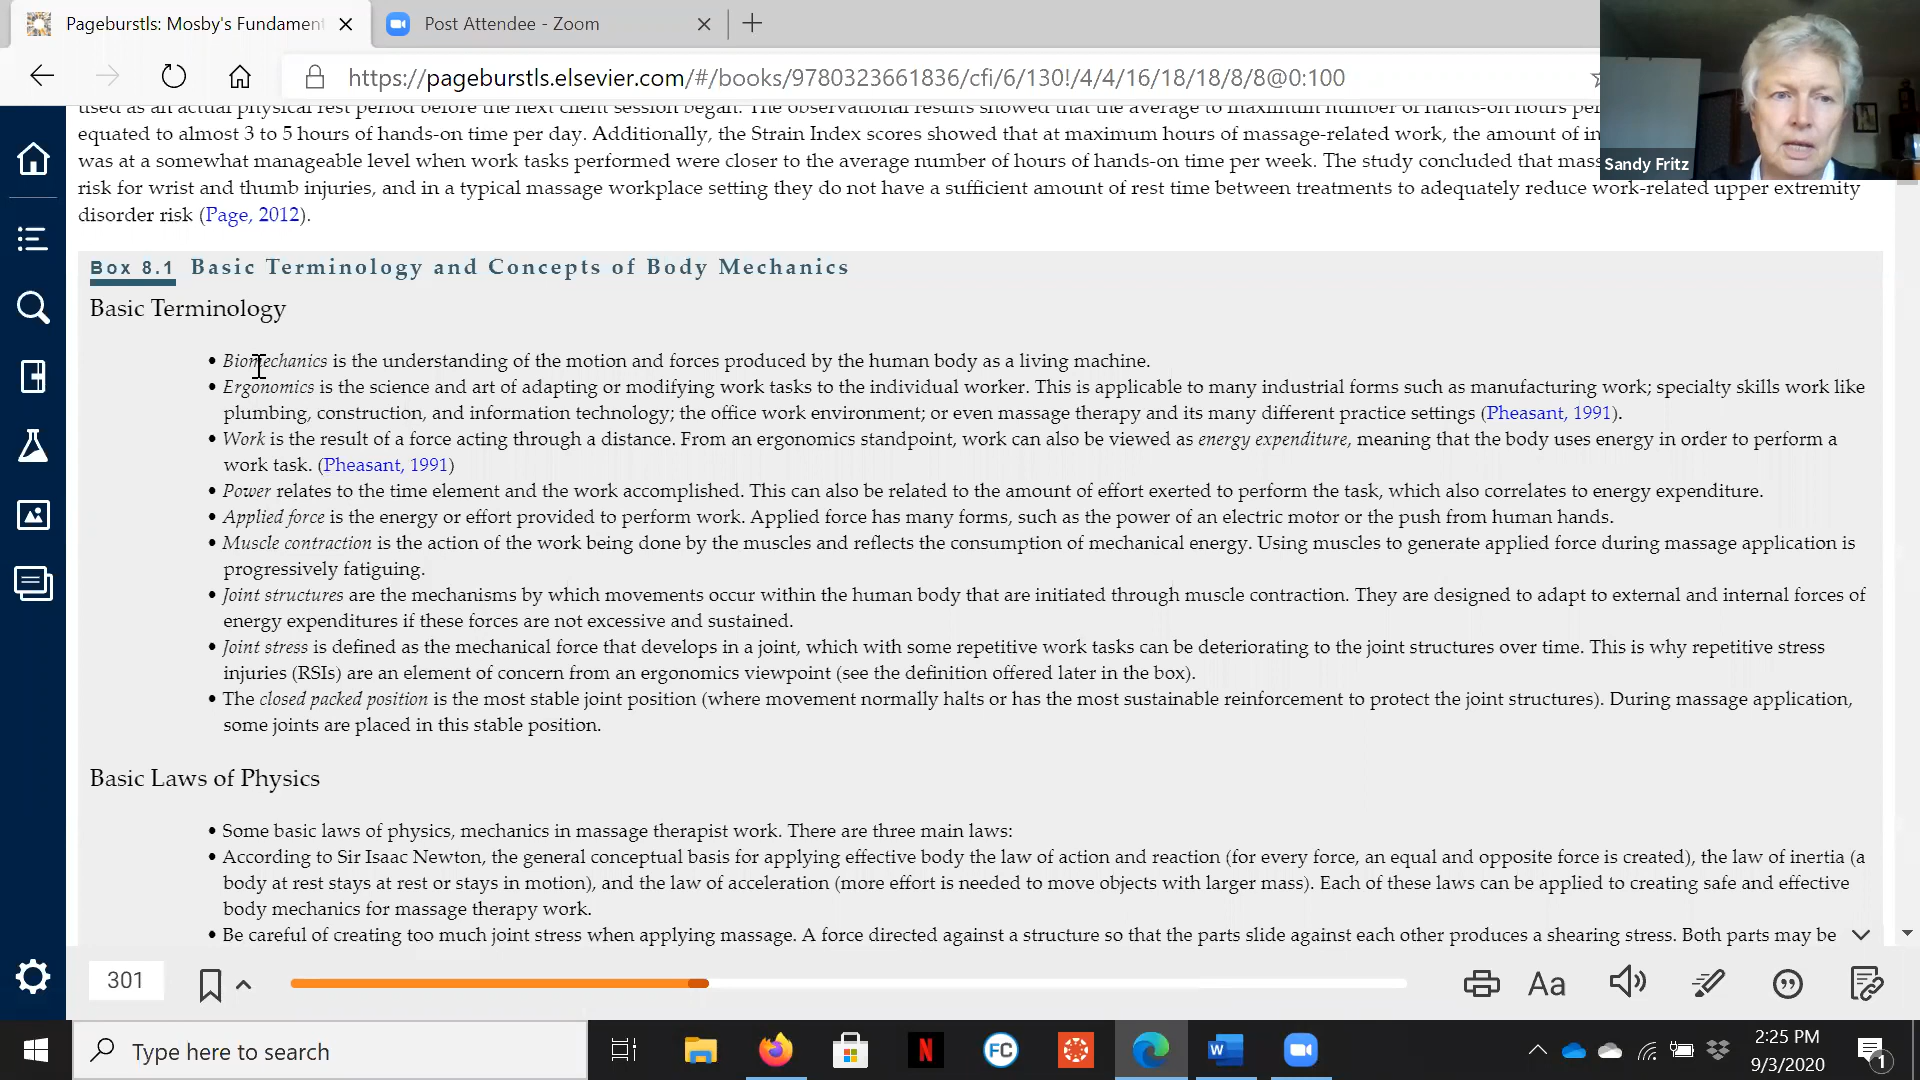 Pageburstls: Mosby's Fundament
Post Attendee - Zoom
https://pageburstls.elsevier.com/#/books/9780323661836/cfi/6/130!/4/4/16/18/18/8/8@0:100
Sandy Fritz
used as an actual physical rest period before the next client session began. The observational results showed that the average to maximum number of hands-on hours
equated to almost 3 to 5 hours of hands-on time per day. Additionally, the Strain Index scores showed that at maximum hours of massage-related work, the amount of
was at a somewhat manageable level when work tasks performed were closer to the average number of hours of hands-on time per week. The study concluded that
risk for wrist and thumb injuries, and in a typical massage workplace setting they do not have a sufficient amount of rest time between treatments to adequately reduce work-related upper extremity
disorder risk (Page, 2012).
Box 8.1 Basic Terminology and Concepts of Body Mechanics
Basic Terminology
• Biomechanics is the understanding of the motion and forces produced by the human body as a living machine.
• Ergonomics is the science and art of adapting or modifying work tasks to the individual worker. This is applicable to many industrial forms such as manufacturing work; specialty skills work like
plumbing, construction, and information technology; the office work environment; or even massage therapy and its many different practice settings (Pheasant, 1991).
• Work is the result of a force acting through a distance. From an ergonomics standpoint, work can also be viewed as energy expenditure, meaning that the body uses energy in order to perform a
work task. (Pheasant, 1991)
• Power relates to the time element and the work accomplished. This can also be related to the amount of effort exerted to perform the task, which also correlates to energy expenditure.
• Applied force is the energy or effort provided to perform work. Applied force has many forms, such as the power of an electric motor or the push from human hands.
• Muscle contraction is the action of the work being done by the muscles and reflects the consumption of mechanical energy. Using muscles to generate applied force during massage application is
progressively fatiguing.
• Joint structures are the mechanisms by which movements occur within the human body that are initiated through muscle contraction. They are designed to adapt to external and internal forces of
energy expenditures if these forces are not excessive and sustained.
• Joint stress is defined as the mechanical force that develops in a joint, which with some repetitive work tasks can be deteriorating to the joint structures over time. This is why repetitive stress
injuries (RSIs) are an element of concern from an ergonomics viewpoint (see the definition offered later in the box).
• The closed packed position is the most stable joint position (where movement normally halts or has the most sustainable reinforcement to protect the joint structures). During massage application,
some joints are placed in this stable position.
Basic Laws of Physics
• Some basic laws of physics, mechanics in massage therapist work. There are three main laws:
• According to Sir Isaac Newton, the general conceptual basis for applying effective body the law of action and reaction (for every force, an equal and opposite force is created), the law of inertia (a
body at rest stays at rest or stays in motion), and the law of acceleration (more effort is needed to move objects with larger mass). Each of these laws can be applied to creating safe and effective
body mechanics for massage therapy work.
• Be careful of creating too much joint stress when applying massage. A force directed against a structure so that the parts slide against each other produces a shearing stress. Both parts may be
301
Aa
Type here to search
N
FC
W
2:25 PM
9/3/2020
1